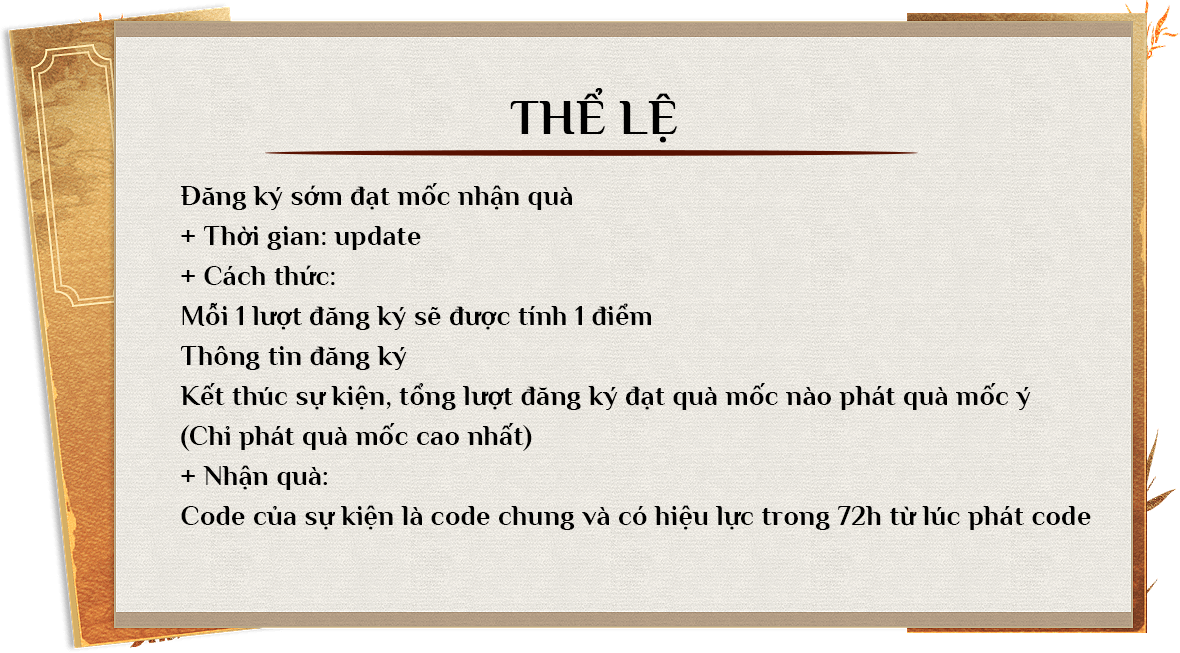 THỂ LỆ
Đăng ký sớm đạt mốc nhận quà
+ Thời gian: update
+ Cách thức:
Mỗi 1 lượt đăng ký sẽ được tính 1 điểm
Thông tin đăng ký
Kết thúc sự kiện, tổng lượt đăng ký đạt quà mốc nào phát quà mốc ý
(Chỉ phát quà mốc cao nhất)
+ Nhận quà:
Code của sự kiện là code chung và có hiệu lực trong 72h từ lúc phát code